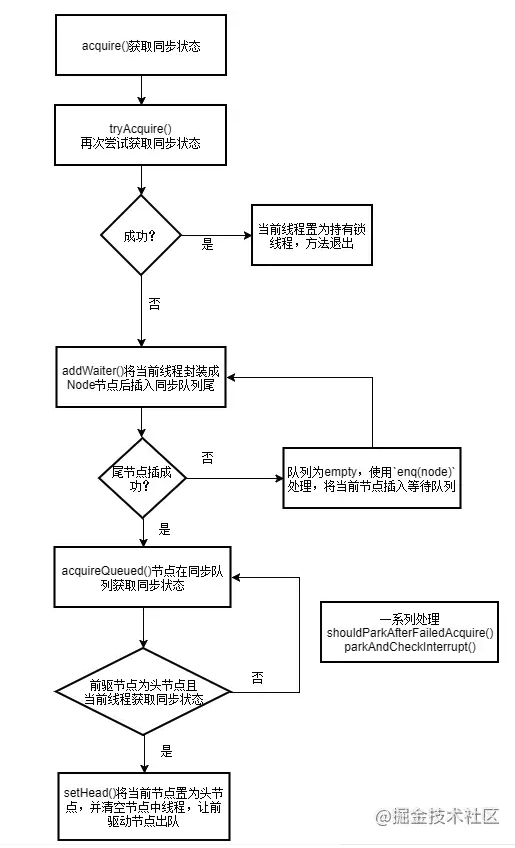 acquire()获取同步状态
tryAcquire()
再次尝试获取同步状态
成功？
是
当前线程置为持有锁
线程，方法退出
否
addWaiter()将当前线程封装成
Node节点后插入同步队列尾
尾节点插成
功？
否
队列为empty，使用`enq(node)`
处理，将当前节点插入等待队列
是
acquireQueued()节点在同步队
列获取同步状态
一系列处理
shouldParkAfterFailedAcquire()
parkAndCheckInterrupt()
前驱节点为头节点且
当前线程获取同步状态
否
是
setHead()将当前节点置为头节
点，并清空节点中线程，让前
驱动节点出队
@掘金技术社区